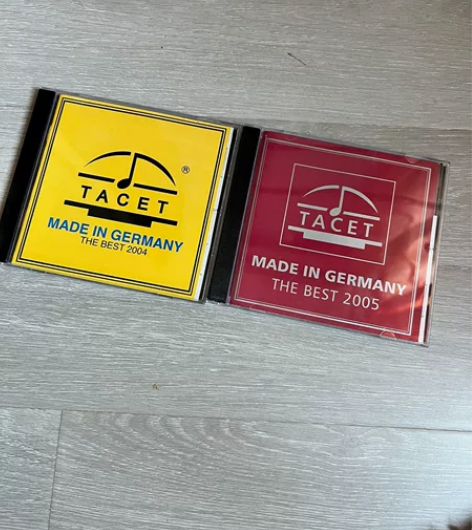 TACET
®
MADE IN GERMANY
THE BEST 2004
TACET
MADE IN GERMANY
THE BEST 2005